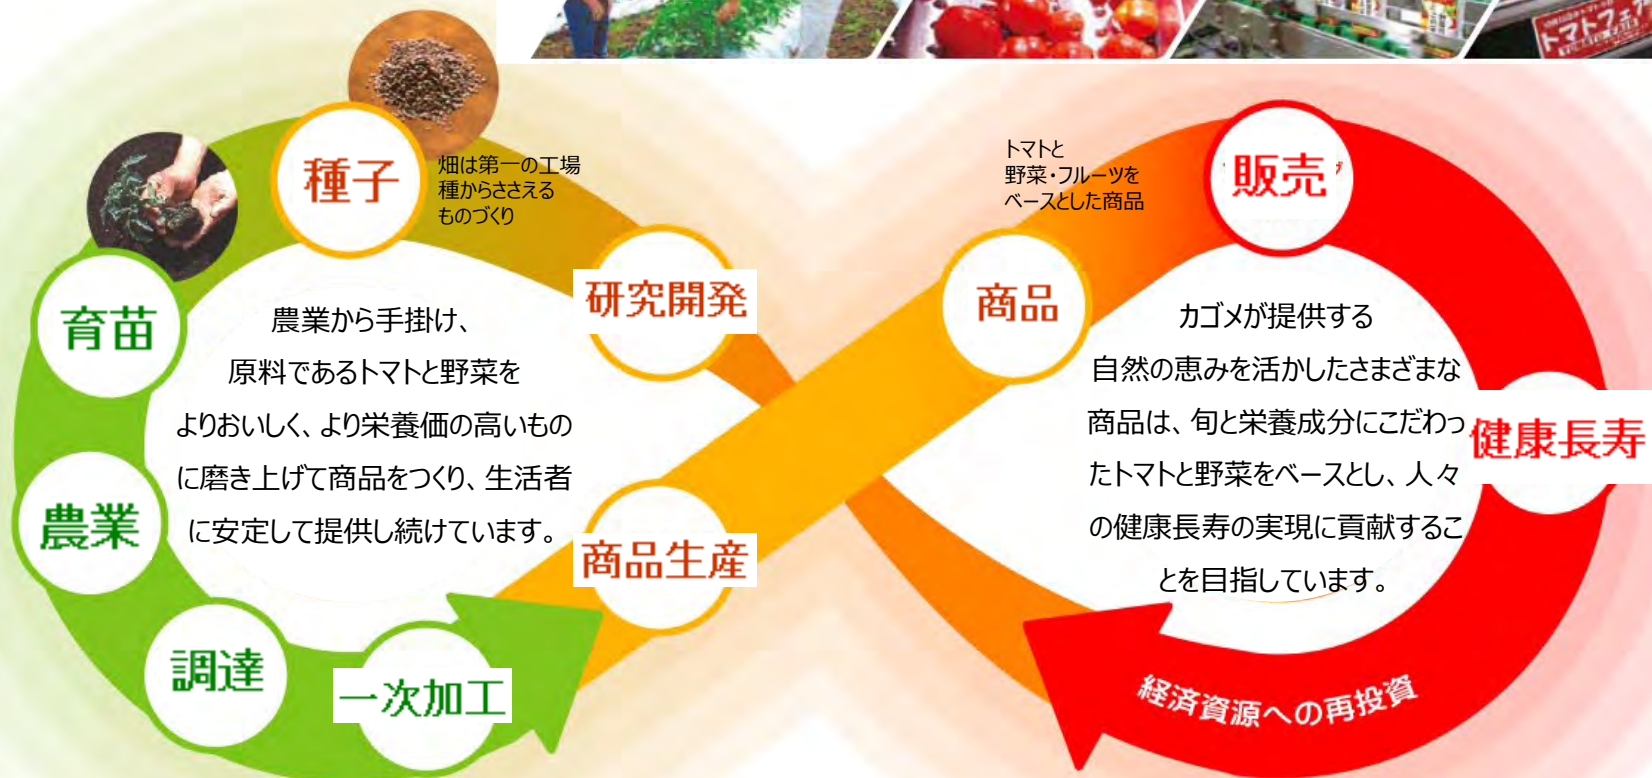 トマトフェア
種子
畑は第一の工場
種からささえる
ものづくり
育苗
農業
調達
一次加工
研究開発
商品生産
農業から手掛け、
原料であるトマトと野菜を
よりおいしく、より栄養価の高いもの
に磨き上げて商品をつくり、生活者
に安定して提供し続けています。
トマトと
野菜・フルーツを
ベースとした商品
商品
販売
健康長寿
カゴメが提供する
自然の恵みを活かしたさまざまな
商品は、旬と栄養成分にこだわっ
たトマトと野菜をベースとし、人々
の健康長寿の実現に貢献するこ
とを目指しています。
経済資源への再投資